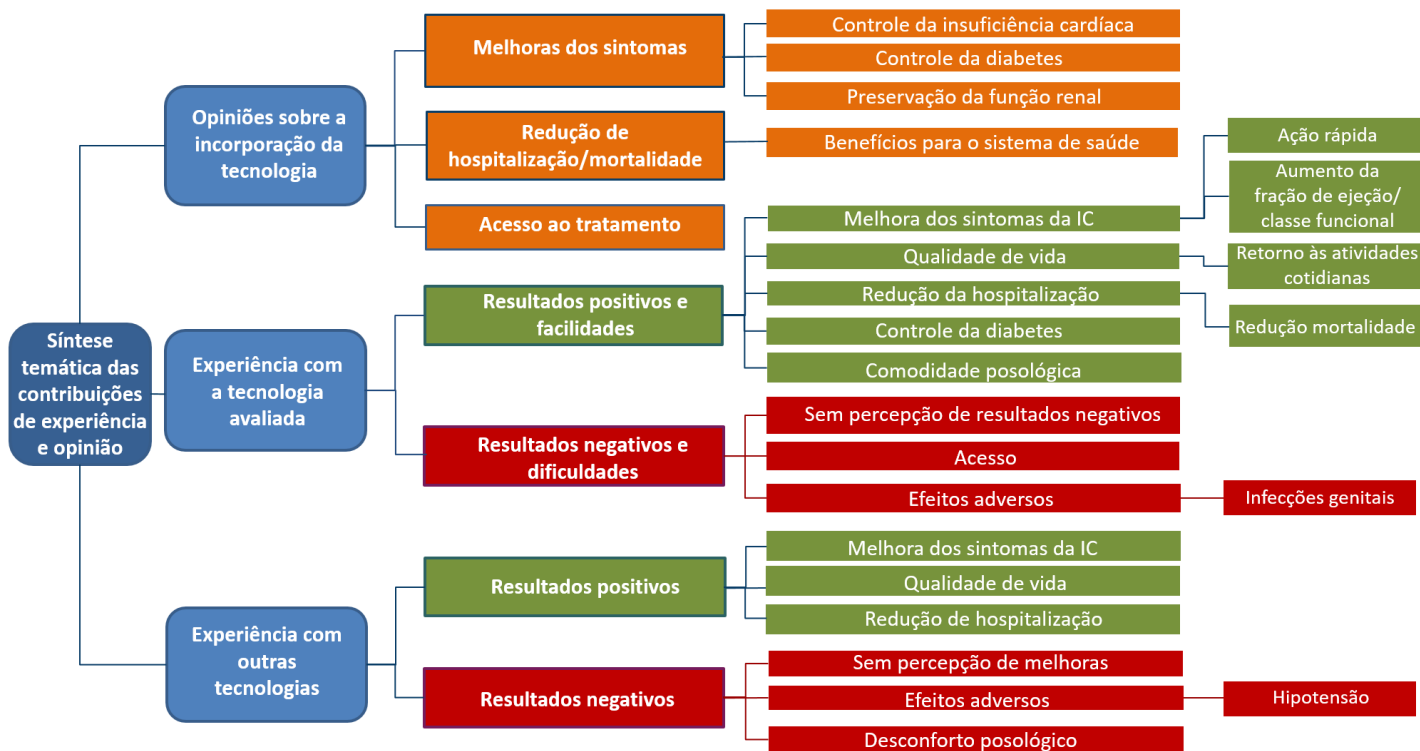 Síntese
temática das
contribuições
de experiência
e opinião
Opiniões sobre a
incorporação da
tecnologia
Melhoras dos sintomas
Controle da insuficiência cardíaca
Controle da diabetes
Preservação da função renal
Redução de
hospitalização/mortalidade
Benefícios para o sistema de saúde
Acesso ao tratamento
Experiência com
a tecnologia
avaliada
Resultados positivos e
facilidades
Melhora dos sintomas da IC
Ação rápida
Aumento da
fração de ejeção/
classe funcional
Qualidade de vida
Retorno às atividades
cotidianas
Redução da hospitalização
Redução mortalidade
Controle da diabetes
Comodidade posológica
Resultados negativos e
dificuldades
Sem percepção de resultados negativos
Acesso
Efeitos adversos
Infecções genitais
Experiência com
outras
tecnologias
Resultados positivos
Melhora dos sintomas da IC
Qualidade de vida
Redução de hospitalização
Resultados negativos
Sem percepção de melhoras
Efeitos adversos
Hipotensão
Desconforto posológico